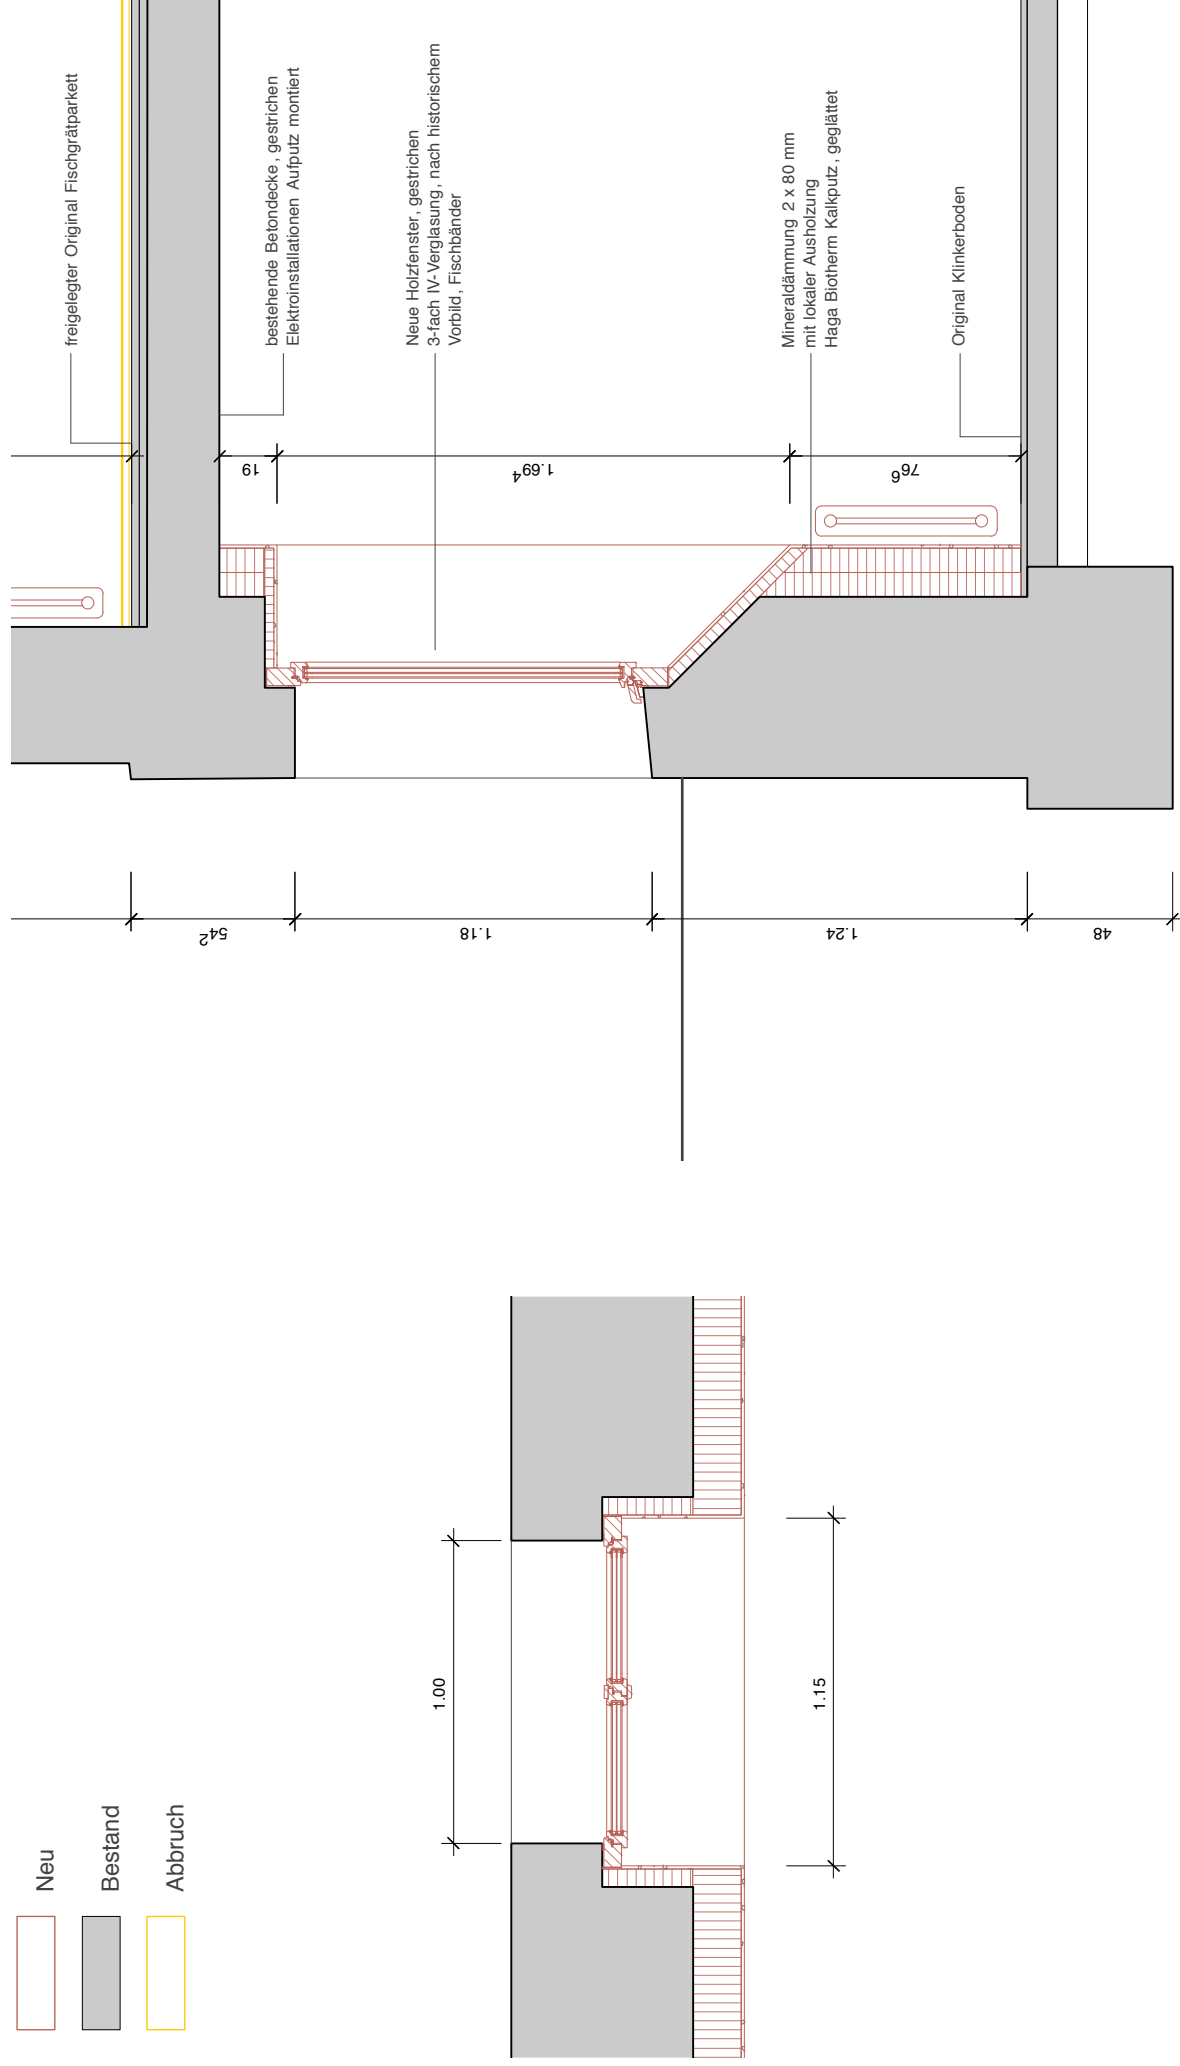 freigelegter Original Fischgrätparkett
bestehende Betondecke, gestrichen
Elektroinstallationen Aufputz montiert
Neue Holzfenster, gestrichen
3-fach IV-Verglasung, nach historischem
Vorbild, Fischbänder
Mineraldämmung 2 x 80 mm
mit lokaler Ausholzung
Haga Biotherm Kalkputz, geglättet
Original Klinkerboden
19
1.69⁴
76⁶
54²
1.18
1.24
48
1.00
1.15
Neu
Bestand
Abbruch